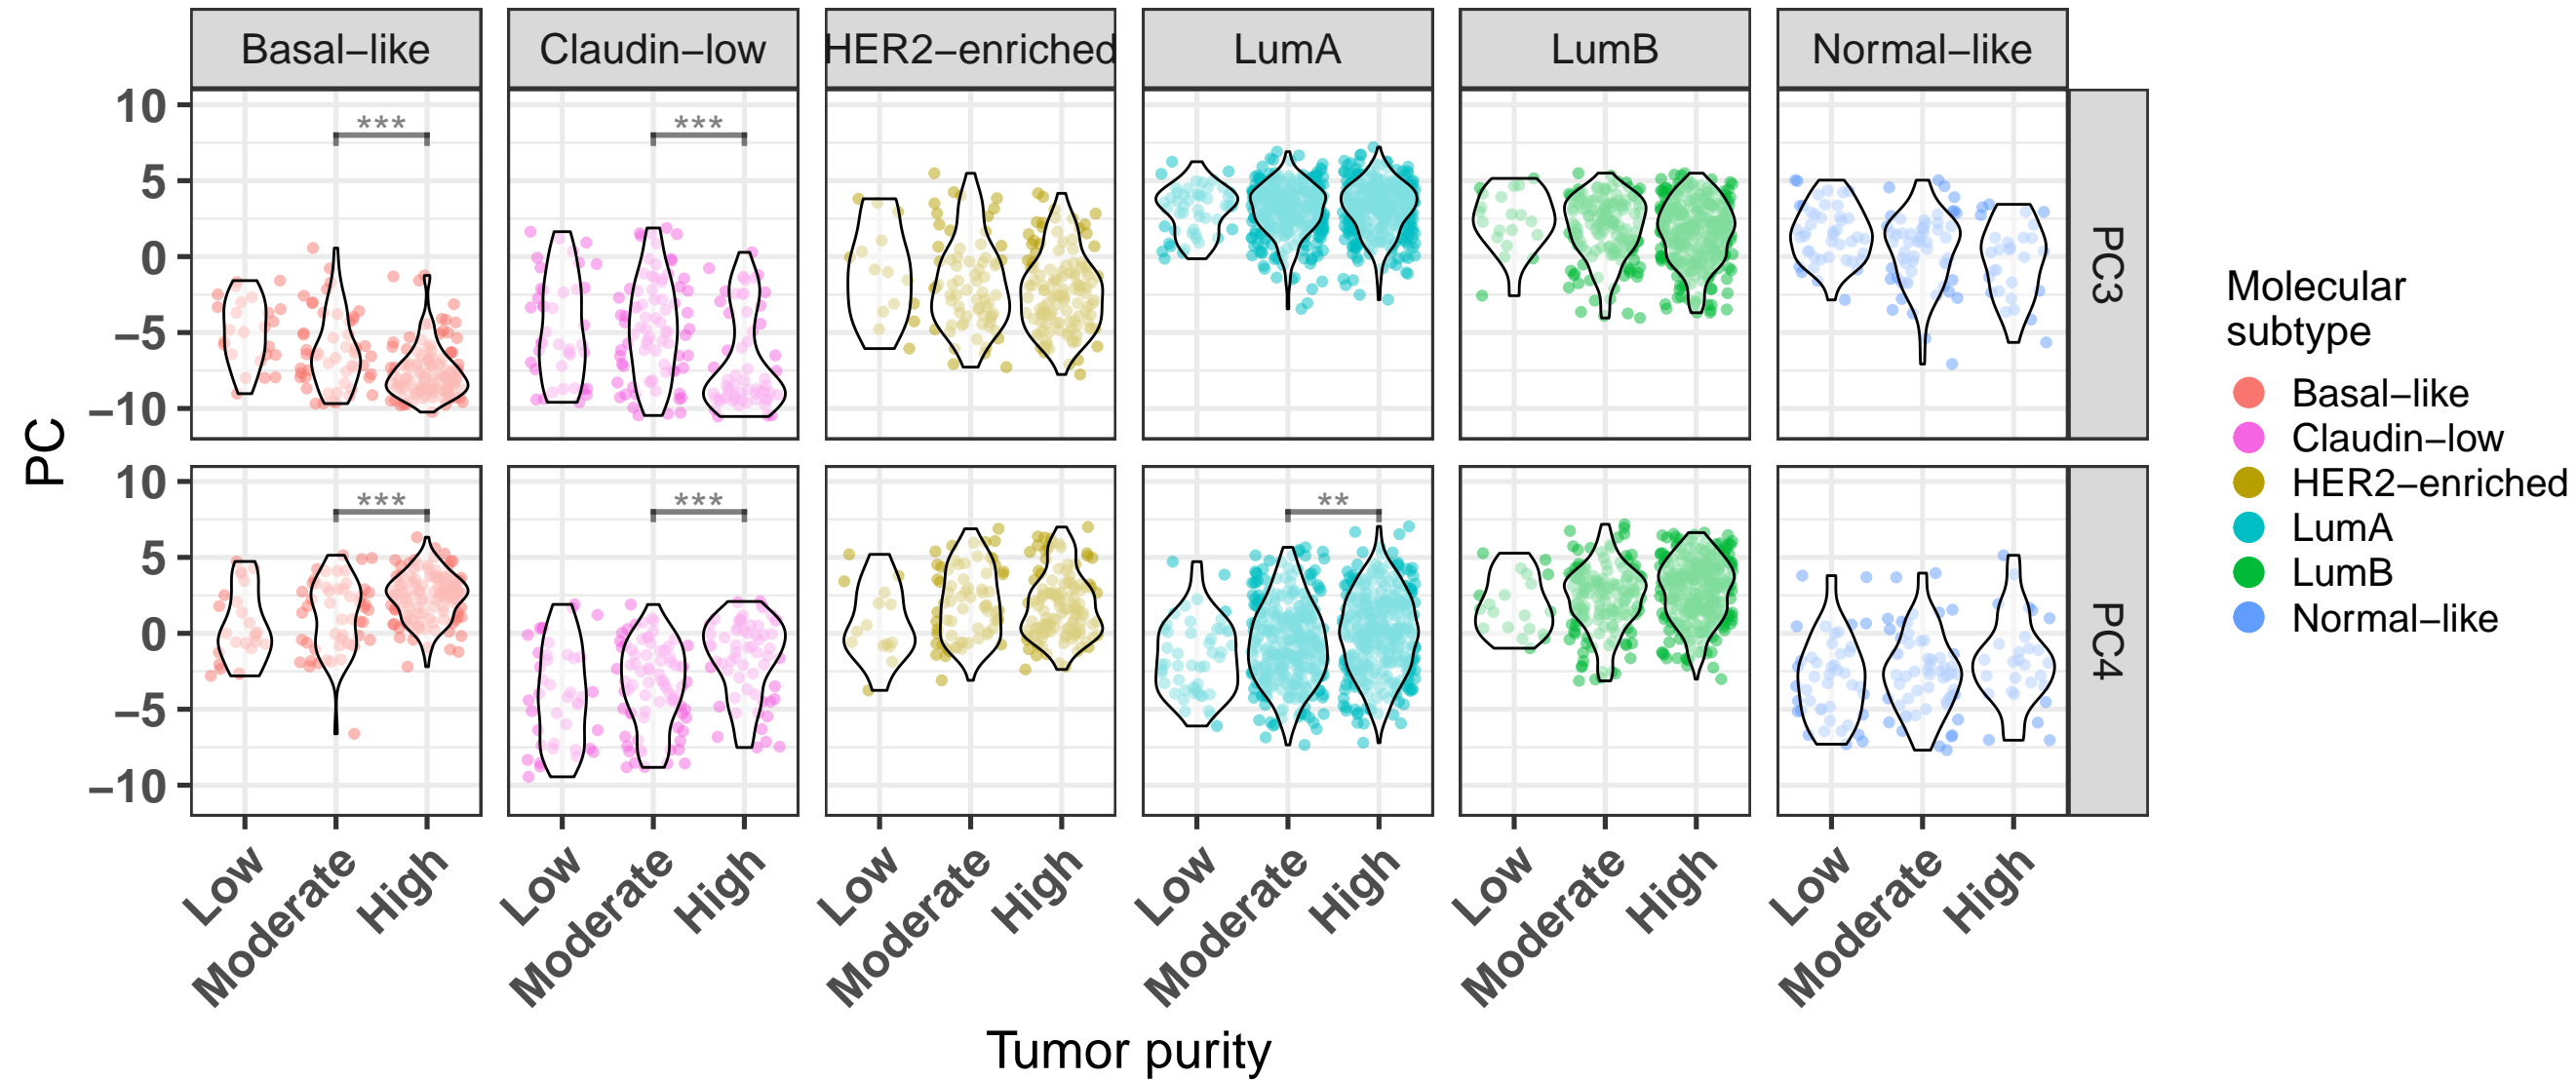 Basal−like Claudin−low HER2−enriched LumA LumB Normal−like
10 *** ***
5
0
−5
−10
PC3
PC
10 *** *** **
5
0
−5
−10
PC4
Low Moderate High Low Moderate High Low Moderate High Low Moderate High Low Moderate High Low Moderate High
Tumor purity
Molecular
subtype
Basal−like
Claudin−low
HER2−enriched
LumA
LumB
Normal−like